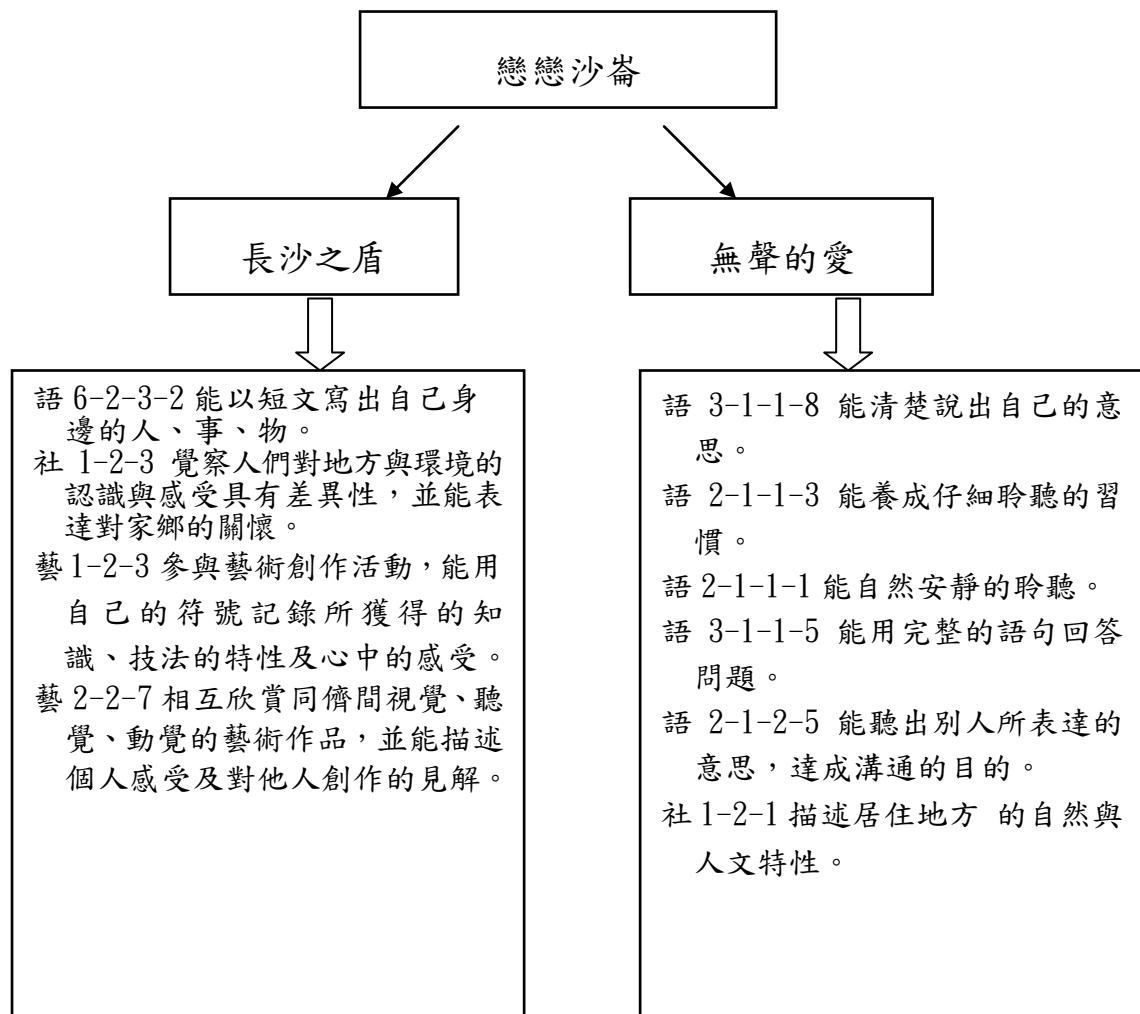 戀戀沙崙
長沙之盾
無聲的愛
語 6-2-3-2 能以短文寫出自己身
邊的人、事、物。
社 1-2-3 覺察人們對地方與環境的
認識與感受具有差異性，並能表
達對家鄉的關懷。
藝 1-2-3 參與藝術創作活動，能用
自己的符號記錄所獲得的知
識、技法的特性及心中的感受。
藝 2-2-7 相互欣賞同儕間視覺、聽
覺、動覺的藝術作品，並能描述
個人感受及對他人創作的見解。
語 3-1-1-8 能清楚說出自己的意
思。
語 2-1-1-3 能養成仔細聆聽的習
慣。
語 2-1-1-1 能自然安靜的聆聽。
語 3-1-1-5 能用完整的語句回答
問題。
語 2-1-2-5 能聽出別人所表達的
意思，達成溝通的目的。
社 1-2-1 描述居住地方 的自然與
人文特性。